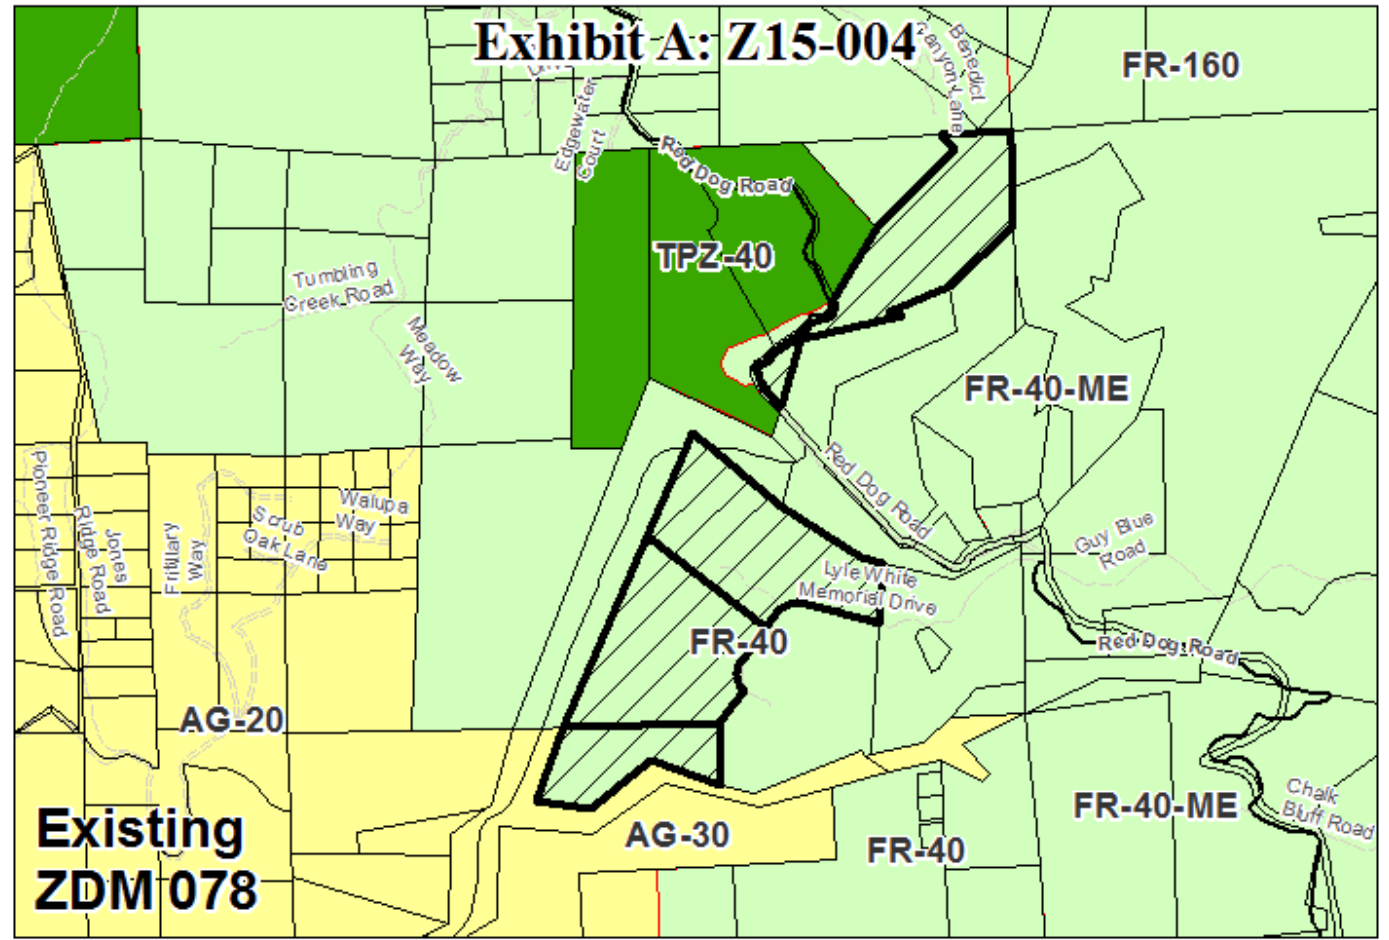 Exhibit A: Z15-004
Benedict
Canyon Lane
FR-160
Drive
Edgewater
Court
Red Dog Road
TPZ-40
Tumbling
Creek Road
Meadow
Way
FR-40-ME
Red Dog Road
Pioneer Ridge Road
Jones
Ridge Road
Fritillary
Way
Scrub
Oak Lane
Walupa
Way
Guy Blue
Road
Lyle White
Memorial Drive
FR-40
Red Dog Road
AG-20
Existing
ZDM 078
AG-30
FR-40
FR-40-ME
Chalk
Bluff Road